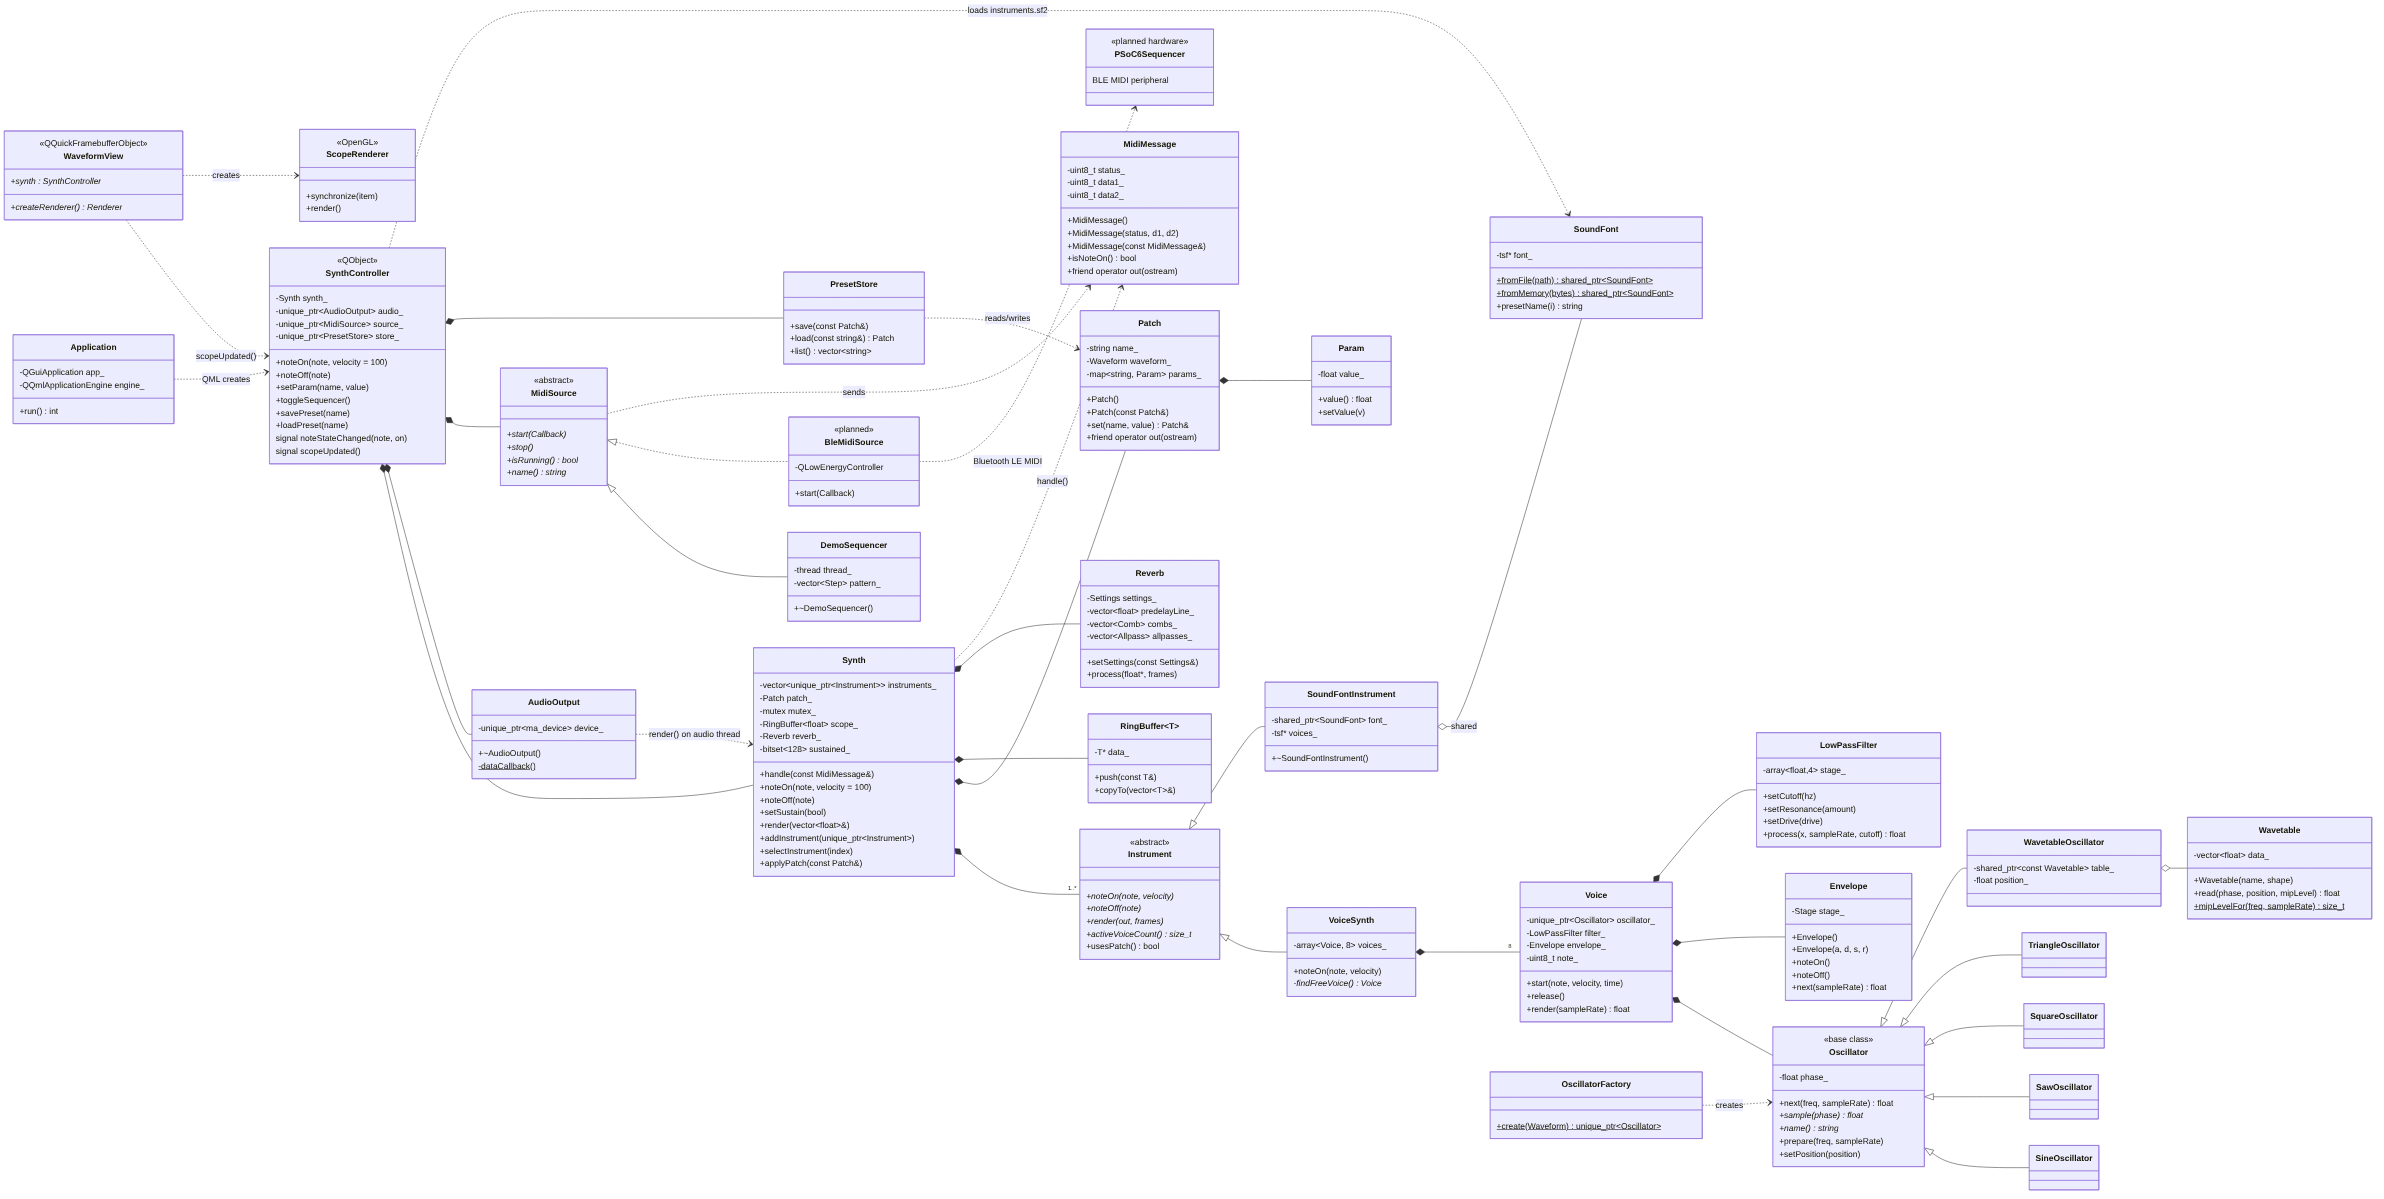 loads instruments.sf2
«planned hardware»
PSoC6Sequencer
BLE MIDI peripheral
«QQuickFramebufferObject»
WaveformView
+synth : SynthController
+createRenderer() : Renderer
creates
«OpenGL»
ScopeRenderer
+synchronize(item)
+render()
MidiMessage
-uint8_t status_
-uint8_t data1_
-uint8_t data2_
+MidiMessage()
+MidiMessage(status, d1, d2)
+MidiMessage(const MidiMessage&)
+isNoteOn() : bool
+friend operator out(ostream)
SoundFont
-tsf* font_
+fromFile(path) : shared_ptr<SoundFont>
+fromMemory(bytes) : shared_ptr<SoundFont>
+presetName(i) : string
«QObject»
SynthController
-Synth synth_
-unique_ptr<AudioOutput> audio_
-unique_ptr<MidiSource> source_
-unique_ptr<PresetStore> store_
+noteOn(note, velocity = 100)
+noteOff(note)
+setParam(name, value)
+toggleSequencer()
+savePreset(name)
+loadPreset(name)
signal noteStateChanged(note, on)
signal scopeUpdated()
scopeUpdated()
QML creates
Application
-QGuiApplication app_
-QQmlApplicationEngine engine_
+run() : int
PresetStore
+save(const Patch&)
+load(const string&) : Patch
+list() : vector<string>
reads/writes
Patch
-string name_
-Waveform waveform_
-map<string, Param> params_
+Patch()
+Patch(const Patch&)
+set(name, value) : Patch&
+friend operator out(ostream)
Param
-float value_
+value() : float
+setValue(v)
«abstract»
MidiSource
+start(Callback)
+stop()
+isRunning() : bool
+name() : string
sends
«planned»
BleMidiSource
-QLowEnergyController
+start(Callback)
Bluetooth LE MIDI
handle()
DemoSequencer
-thread thread_
-vector<Step> pattern_
+~DemoSequencer()
Reverb
-Settings settings_
-vector<float> predelayLine_
-vector<Comb> combs_
-vector<Allpass> allpasses_
+setSettings(const Settings&)
+process(float*, frames)
Synth
-vector<unique_ptr<Instrument>> instruments_
-Patch patch_
-mutex mutex_
-RingBuffer<float> scope_
-Reverb reverb_
-bitset<128> sustained_
+handle(const MidiMessage&)
+noteOn(note, velocity = 100)
+noteOff(note)
+setSustain(bool)
+render(vector<float>&)
+addInstrument(unique_ptr<Instrument>)
+selectInstrument(index)
+applyPatch(const Patch&)
AudioOutput
-unique_ptr<ma_device> device_
+~AudioOutput()
-dataCallback()
render() on audio thread
RingBuffer<T>
-T* data_
+push(const T&)
+copyTo(vector<T>&)
SoundFontInstrument
-shared_ptr<SoundFont> font_
-tsf* voices_
+~SoundFontInstrument()
shared
1..*
«abstract»
Instrument
+noteOn(note, velocity)
+noteOff(note)
+render(out, frames)
+activeVoiceCount() : size_t
+usesPatch() : bool
VoiceSynth
-array<Voice, 8> voices_
+noteOn(note, velocity)
-findFreeVoice() : Voice
8
Voice
-unique_ptr<Oscillator> oscillator_
-LowPassFilter filter_
-Envelope envelope_
-uint8_t note_
+start(note, velocity, time)
+release()
+render(sampleRate) : float
LowPassFilter
-array<float,4> stage_
+setCutoff(hz)
+setResonance(amount)
+setDrive(drive)
+process(x, sampleRate, cutoff) : float
Envelope
-Stage stage_
+Envelope()
+Envelope(a, d, s, r)
+noteOn()
+noteOff()
+next(sampleRate) : float
WavetableOscillator
-shared_ptr<const Wavetable> table_
-float position_
Wavetable
-vector<float> data_
+Wavetable(name, shape)
+read(phase, position, mipLevel) : float
+mipLevelFor(freq, sampleRate) : size_t
TriangleOscillator
SquareOscillator
SawOscillator
SineOscillator
«base class»
Oscillator
-float phase_
+next(freq, sampleRate) : float
+sample(phase) : float
+name() : string
+prepare(freq, sampleRate)
+setPosition(position)
OscillatorFactory
+create(Waveform) : unique_ptr<Oscillator>
creates